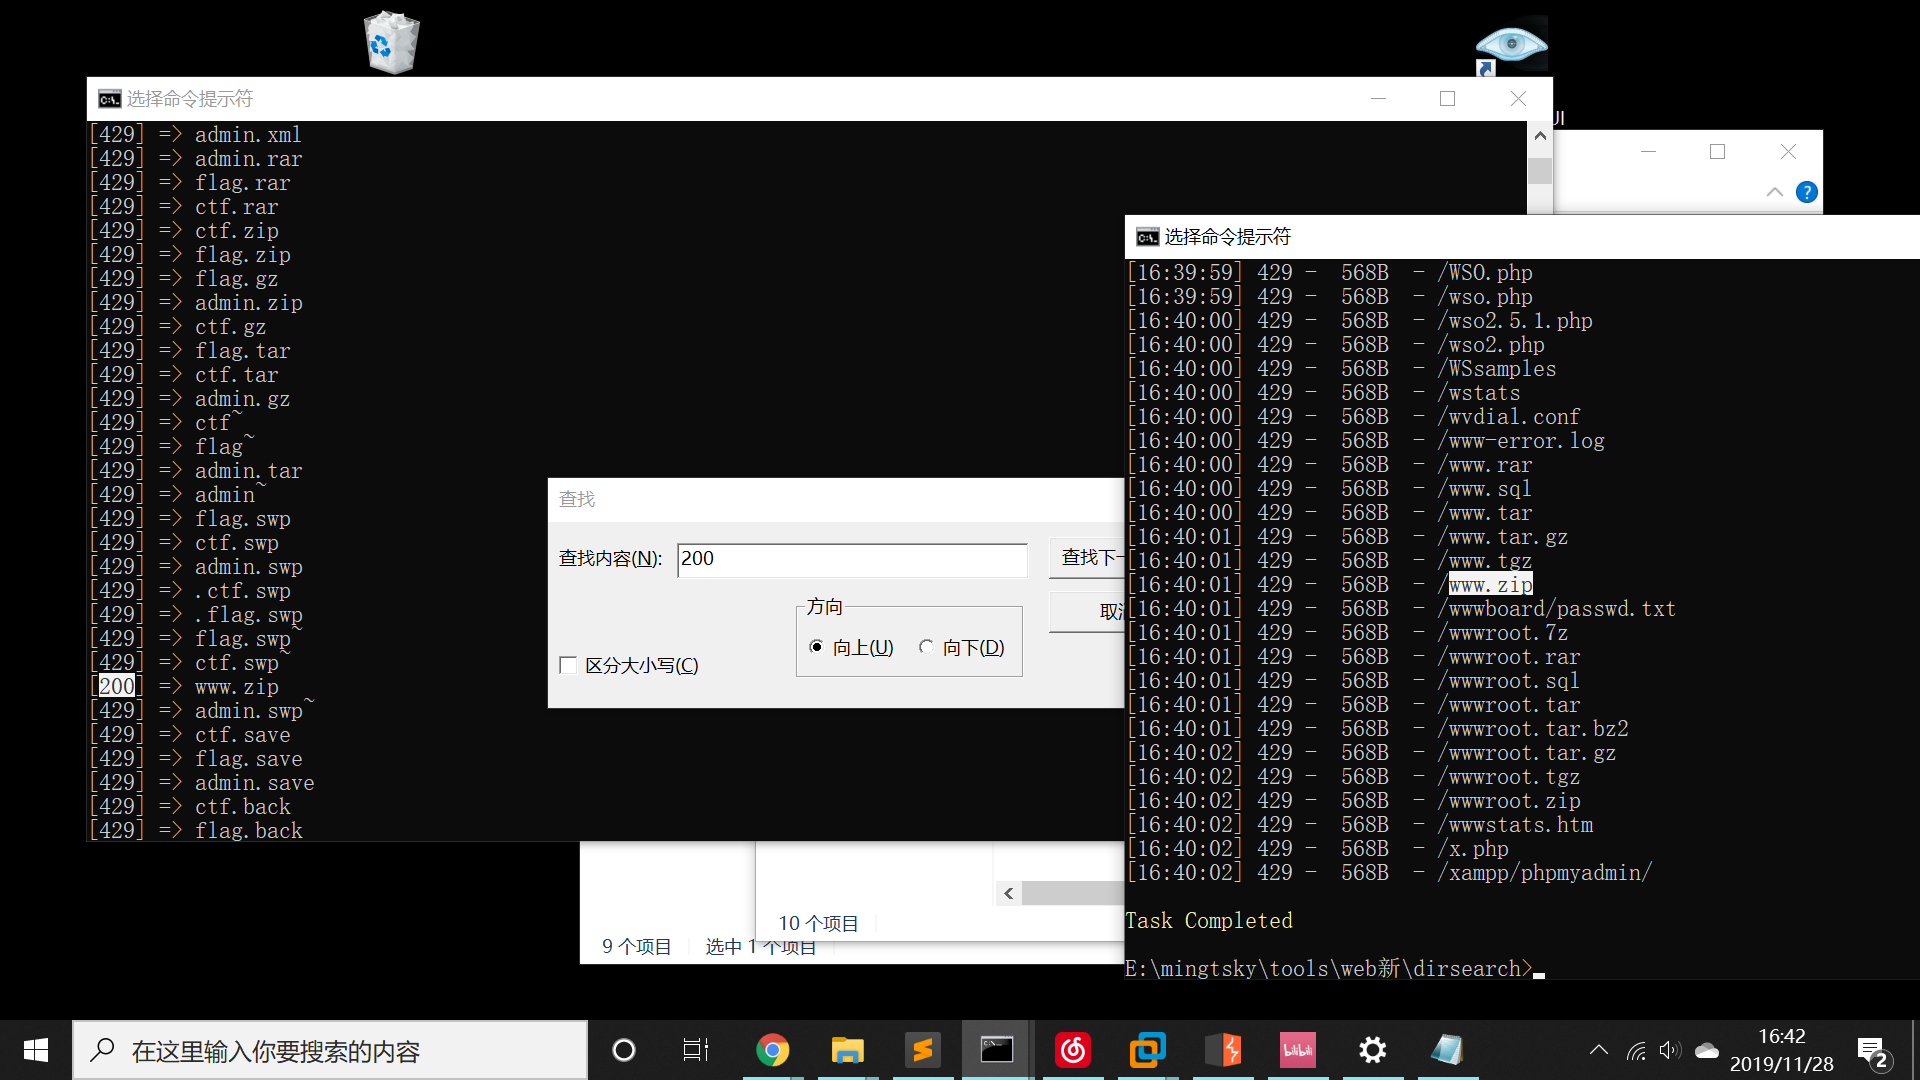 选择命令提示符
[429] => admin.xml
[429] => admin.rar
[429] => flag.rar
[429] => ctf.rar
[429] => ctf.zip
[429] => flag.zip
[429] => flag.gz
[429] => admin.zip
[429] => ctf.gz
[429] => flag.tar
[429] => ctf.tar
[429] => admin.gz
[429] => ctf~
[429] => flag~
[429] => admin.tar
[429] => admin~
[429] => flag.swp
[429] => ctf.swp
[429] => admin.swp
[429] => .ctf.swp
[429] => .flag.swp
[429] => flag.swp~
[429] => ctf.swp~
[200] => www.zip
[429] => admin.swp~
[429] => ctf.save
[429] => flag.save
[429] => admin.save
[429] => ctf.back
[429] => flag.back
查找
查找内容(N): 200
查找下一
方向
向上(U) 向下(D)
区分大小写(C)
选择命令提示符
[16:39:59] 429 - 568B - /WSO.php
[16:39:59] 429 - 568B - /wso.php
[16:40:00] 429 - 568B - /wso2.5.1.php
[16:40:00] 429 - 568B - /wso2.php
[16:40:00] 429 - 568B - /WSsamples
[16:40:00] 429 - 568B - /wstats
[16:40:00] 429 - 568B - /wvdial.conf
[16:40:00] 429 - 568B - /www-error.log
[16:40:00] 429 - 568B - /www.rar
[16:40:00] 429 - 568B - /www.sql
[16:40:00] 429 - 568B - /www.tar
[16:40:01] 429 - 568B - /www.tar.gz
[16:40:01] 429 - 568B - /www.tgz
[16:40:01] 429 - 568B - /www.zip
[16:40:01] 429 - 568B - /wwwboard/passwd.txt
[16:40:01] 429 - 568B - /wwwroot.7z
[16:40:01] 429 - 568B - /wwwroot.rar
[16:40:01] 429 - 568B - /wwwroot.sql
[16:40:01] 429 - 568B - /wwwroot.tar
[16:40:01] 429 - 568B - /wwwroot.tar.bz2
[16:40:02] 429 - 568B - /wwwroot.tar.gz
[16:40:02] 429 - 568B - /wwwroot.tgz
[16:40:02] 429 - 568B - /wwwroot.zip
[16:40:02] 429 - 568B - /wwwstats.htm
[16:40:02] 429 - 568B - /x.php
[16:40:02] 429 - 568B - /xampp/phpmyadmin/
Task Completed
E:\mingtsky\tools\web新\dirsearch>
10 个项目
9 个项目 选中 1 个项目
在这里输入你要搜索的内容
bilibili
16:42
2019/11/28
2